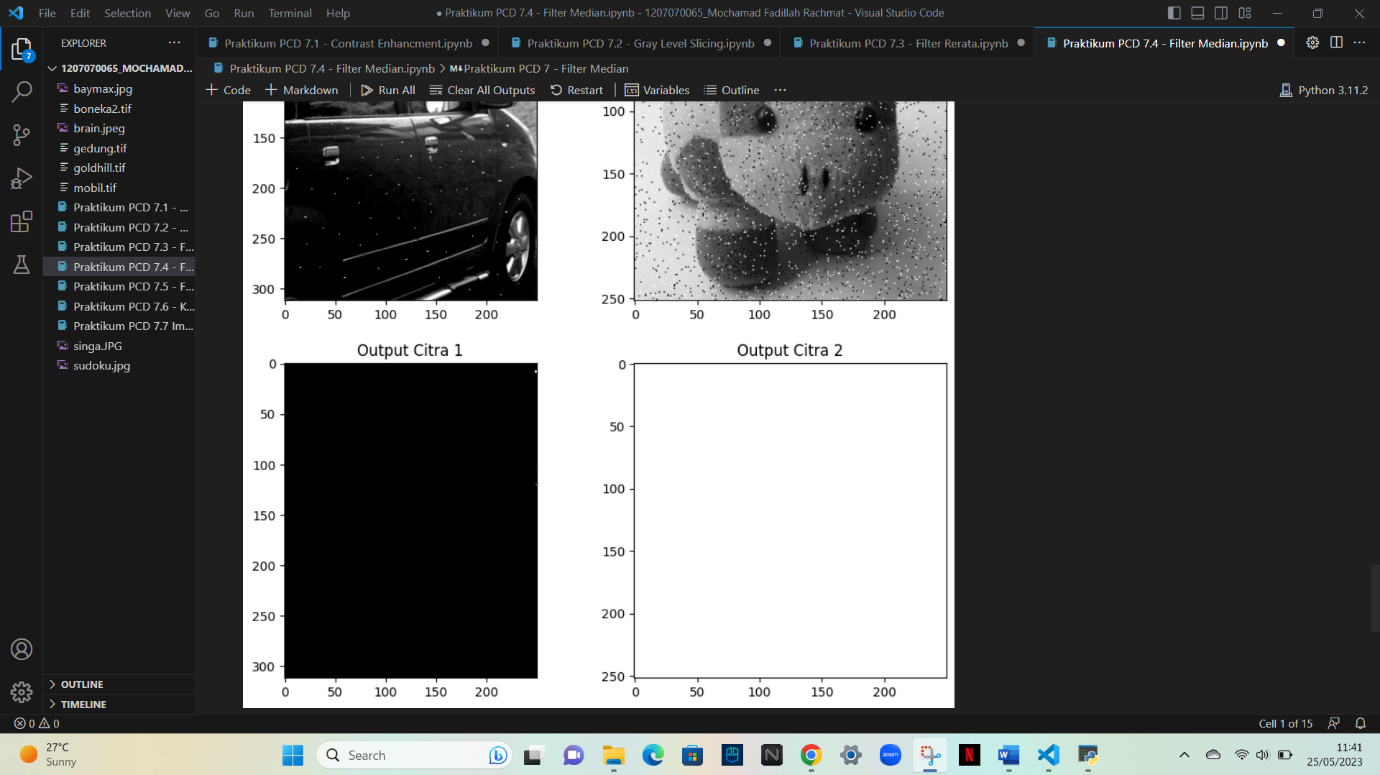 File Edit Selection View Go Run Terminal Help
● Praktikum PCD 7.4 - Filter Median.ipynb - 1207070065_Mochamad Fadillah Rachmat - Visual Studio Code
EXPLORER
Praktikum PCD 7.1 - Contrast Enhancment.ipynb
Praktikum PCD 7.2 - Gray Level Slicing.ipynb
Praktikum PCD 7.3 - Filter Rerata.ipynb
Praktikum PCD 7.4 - Filter Median.ipynb
7
1207070065_MOCHAMAD...
Praktikum PCD 7.4 - Filter Median.ipynb > M↓Praktikum PCD 7 - Filter Median
+ Code + Markdown Run All Clear All Outputs Restart Variables Outline ...
Python 3.11.2
baymax.jpg
boneka2.tif
brain.jpeg
gedung.tif
goldhill.tif
mobil.tif
Praktikum PCD 7.1 - ...
Praktikum PCD 7.2 - ...
Praktikum PCD 7.3 - F...
Praktikum PCD 7.4 - F...
Praktikum PCD 7.5 - F...
Praktikum PCD 7.6 - K...
Praktikum PCD 7.7 Im...
singa.JPG
sudoku.jpg
OUTLINE
TIMELINE
150
200
250
300
0 50 100 150 200
100
150
200
250
0 50 100 150 200
Output Citra 1
0
50
100
150
200
250
300
0 50 100 150 200
Output Citra 2
0
50
100
150
200
250
0 50 100 150 200
0 0
Cell 1 of 15
27°C
Sunny
Search
zoom
N
W
11:41
25/05/2023